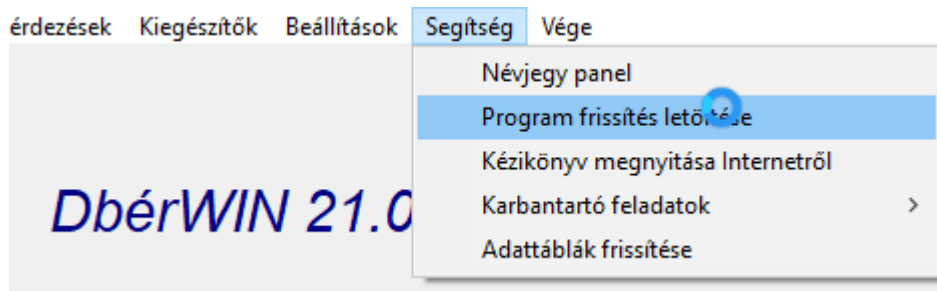 érdezések Kiegészítők Beállítások Segítség Vége
Névjegy panel
Program frissítés letöltése
Kézikönyv megnyitása Internetről
DbérWIN 21.0
Karbantartó feladatok >
Adattáblák frissítése